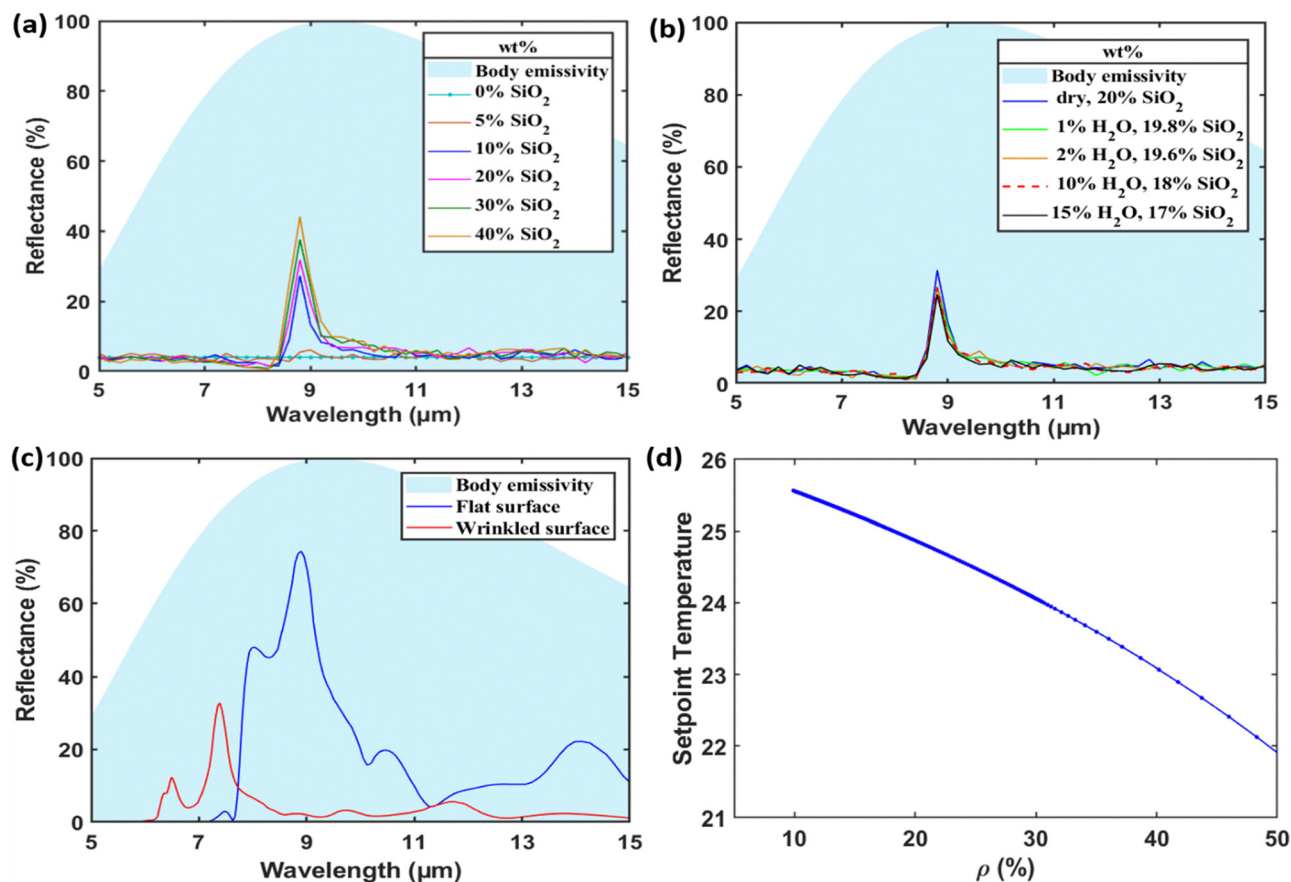 (a)
100
80
60
40
20
0
Reflectance (%)
5
7
9
11
13
15
Wavelength (μm)
wt%
Body emissivity
0% SiO2
5% SiO2
10% SiO2
20% SiO2
30% SiO2
40% SiO2
(b)
100
80
60
40
20
0
Reflectance (%)
5
7
9
11
13
15
Wavelength (μm)
wt%
Body emissivity
dry, 20% SiO2
1% H2O, 19.8% SiO2
2% H2O, 19.6% SiO2
10% H2O, 18% SiO2
15% H2O, 17% SiO2
(c)
100
80
60
40
20
0
Reflectance (%)
5
7
9
11
13
15
Wavelength (μm)
Body emissivity
Flat surface
Wrinkled surface
(d)
26
25
24
23
22
21
Setpoint Temperature
10
20
30
40
50
ρ (%)